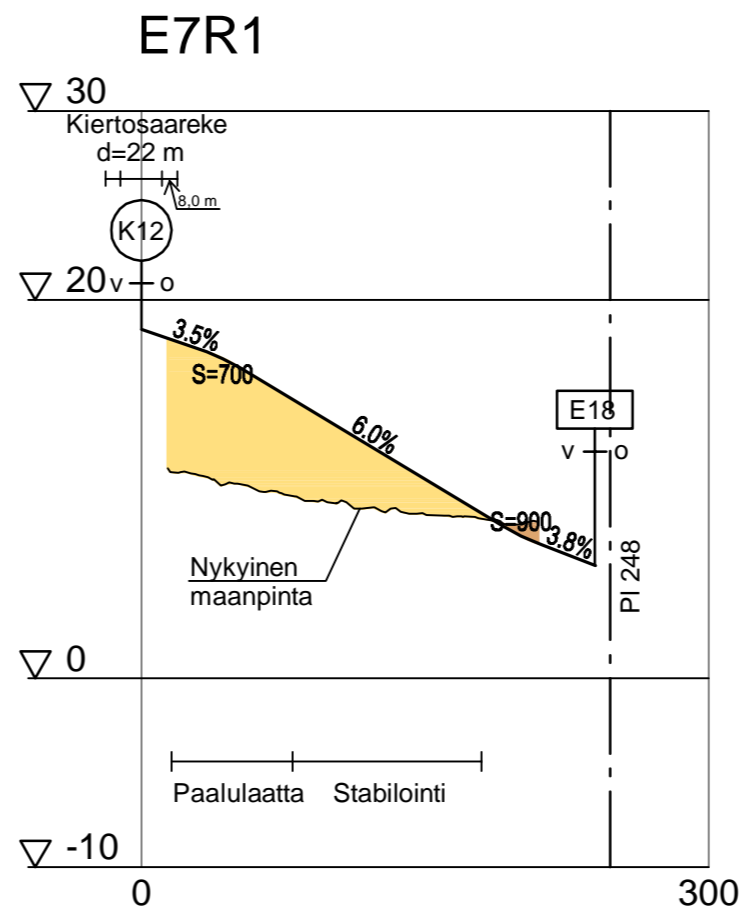 E7R1
30
Kiertosaareke
d=22 m
8,0 m
K12
20
v o
3.5%
S=700
6.0%
E18
v o
S=900
3.8%
Nykyinen
maanpinta
Pl 248
0
Paalulaatta Stabilointi
-10
0 300